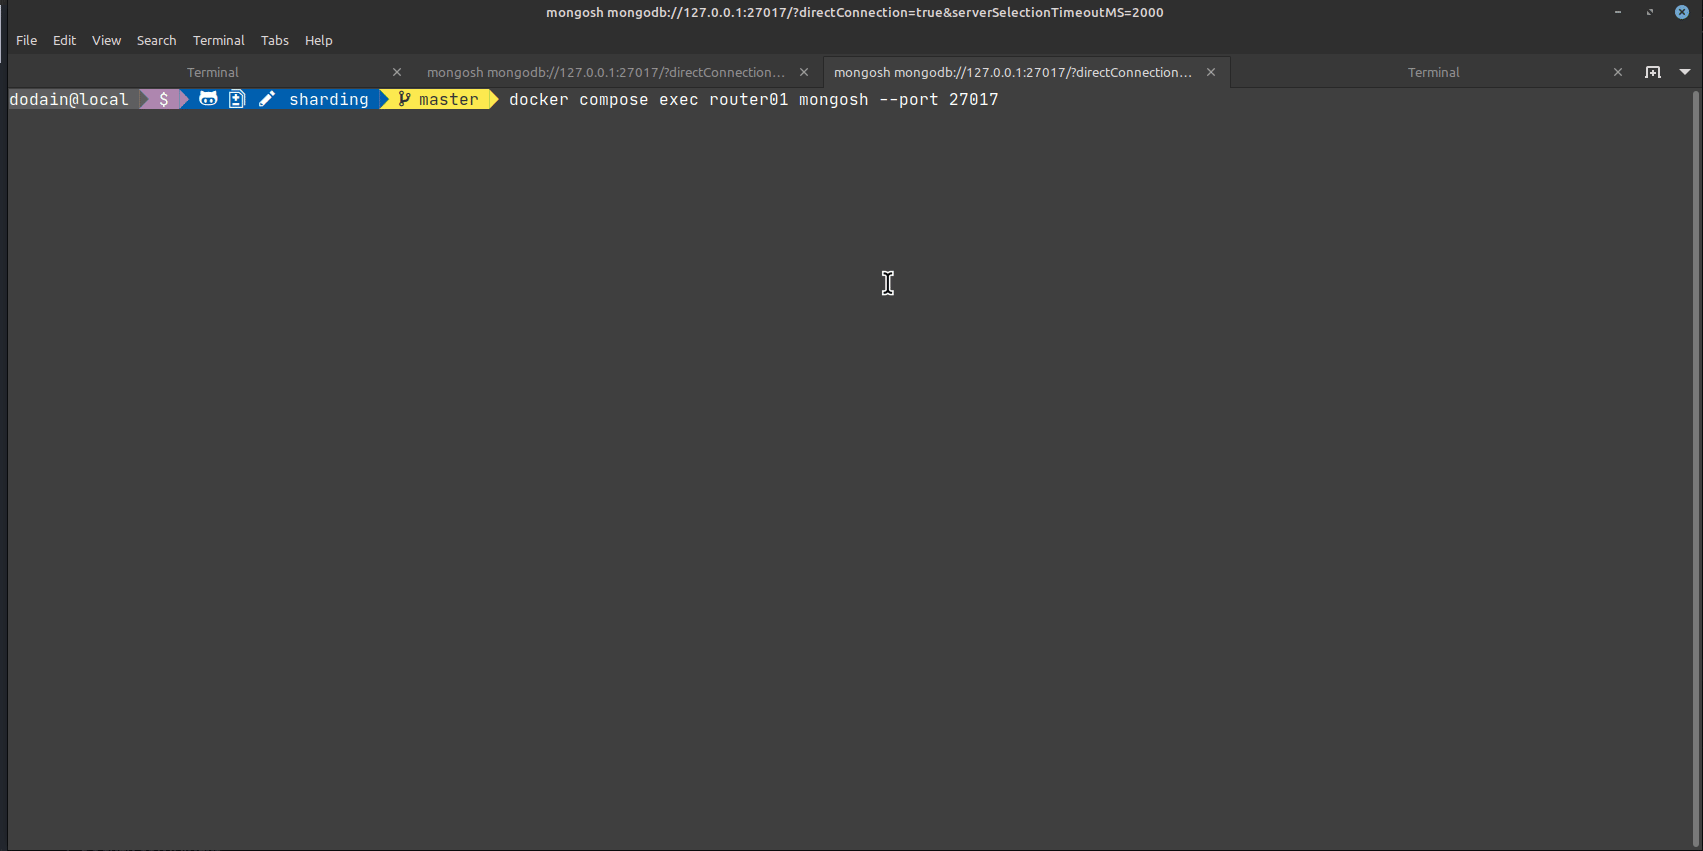 mongosh mongodb://127.0.0.1:27017/?directConnection=true&serverSelectionTimeoutMS=2000
File Edit View Search Terminal Tabs Help
Terminal mongosh mongodb://127.0.0.1:27017/?directConnection... mongosh mongodb://127.0.0.1:27017/?directConnection... Terminal
dodain@local $ sharding master docker compose exec router01 mongosh --port 27017